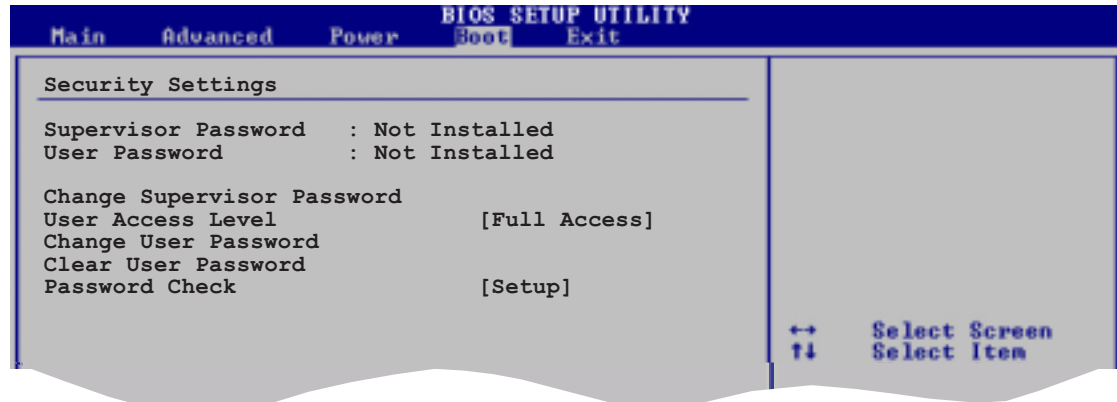 BIOS SETUP UTILITY
Main Advanced Power Boot Exit
Security Settings
Supervisor Password : Not Installed
User Password : Not Installed
Change Supervisor Password
User Access Level [Full Access]
Change User Password
Clear User Password
Password Check [Setup]
←→ Select Screen
↑↓ Select Item